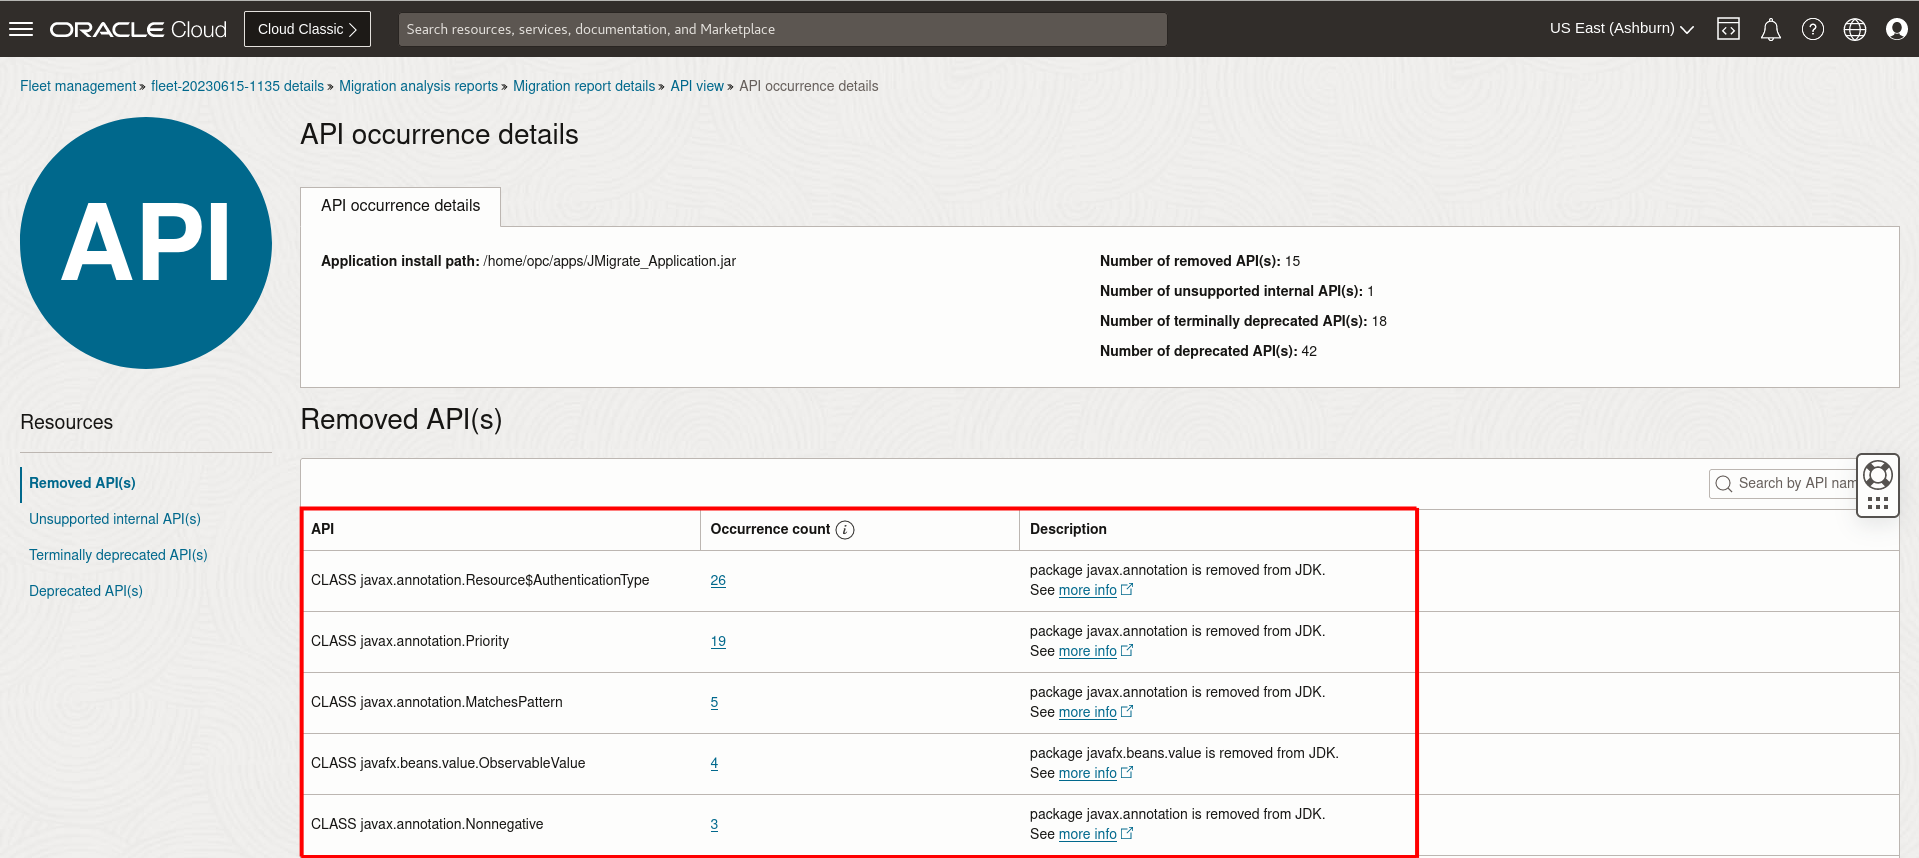 ORACLE Cloud
Cloud Classic
Search resources, services, documentation, and Marketplace
US East (Ashburn)
Fleet management » fleet-20230615-1135 details » Migration analysis reports » Migration report details » API view » API occurrence details
API
API occurrence details
API occurrence details
Application install path: /home/opc/apps/JMigrate_Application.jar
Number of removed API(s): 15
Number of unsupported internal API(s): 1
Number of terminally deprecated API(s): 18
Number of deprecated API(s): 42
Resources
Removed API(s)
Unsupported internal API(s)
Terminally deprecated API(s)
Deprecated API(s)
Removed API(s)
Search by API nam
API Occurrence count i Description
CLASS javax.annotation.Resource$AuthenticationType 26 package javax.annotation is removed from JDK.
See more info
CLASS javax.annotation.Priority 19 package javax.annotation is removed from JDK.
See more info
CLASS javax.annotation.MatchesPattern 5 package javax.annotation is removed from JDK.
See more info
CLASS javafx.beans.value.ObservableValue 4 package javafx.beans.value is removed from JDK.
See more info
CLASS javax.annotation.Nonnegative 3 package javax.annotation is removed from JDK.
See more info